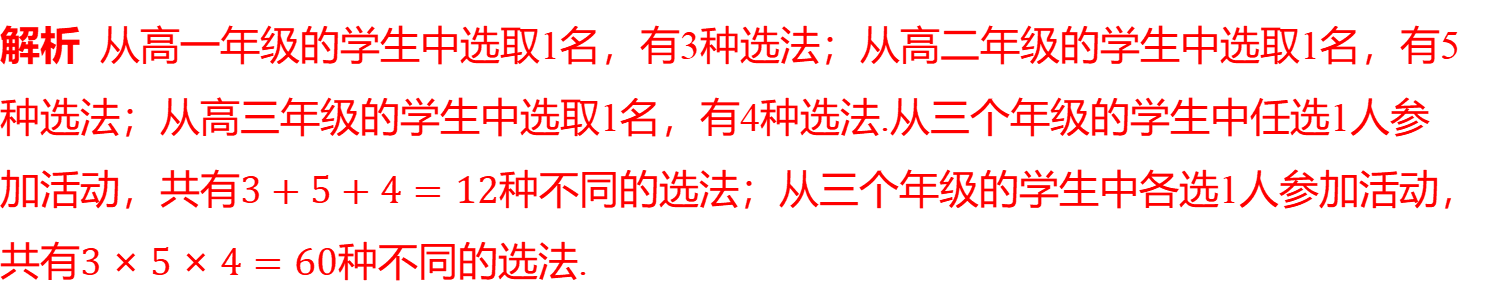 解析 从高一年级的学生中选取1名，有3种选法；从高二年级的学生中选取1名，有5
种选法；从高三年级的学生中选取1名，有4种选法.从三个年级的学生中任选1人参
加活动，共有3 + 5 + 4 = 12种不同的选法；从三个年级的学生中各选1人参加活动，
共有3 × 5 × 4 = 60种不同的选法.